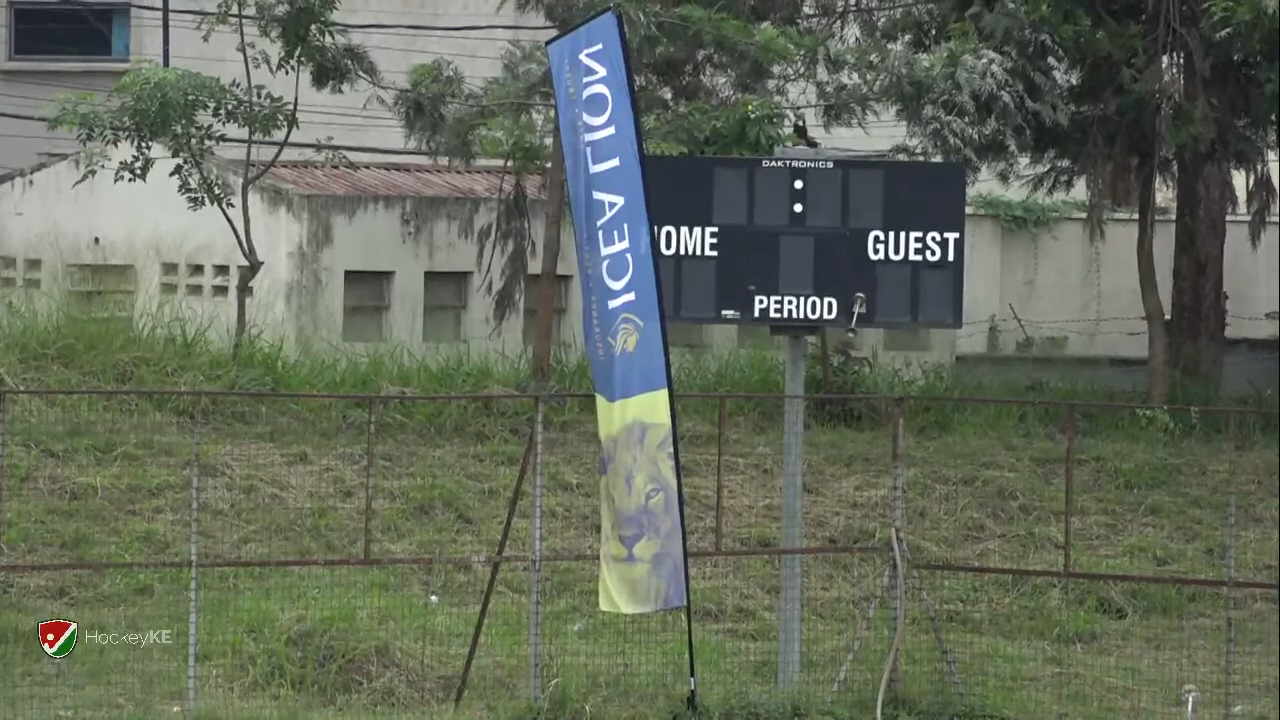 ICEA LION
DAKTRONICS
OME
GUEST
PERIOD
HockeyKE